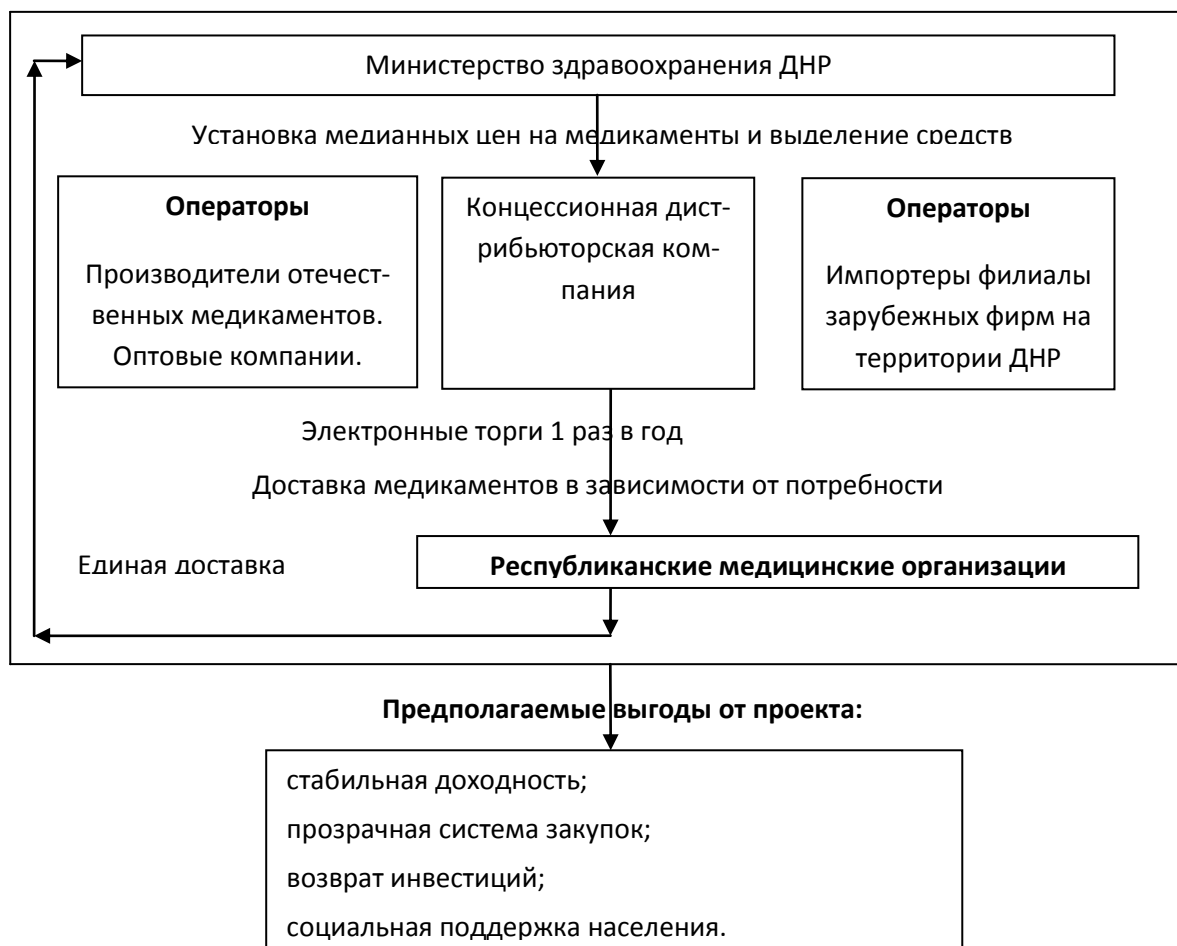 Министерство здравоохранения ДНР
Установка медианных цен на медикаменты и выделение средств
Операторы
Производители отечест-
венных медикаментов.
Оптовые компании.
Концессионная дист-
рибьюторская ком-
пания
Операторы
Импортеры филиалы
зарубежных фирм на
территории ДНР
Электронные торги 1 раз в год
Доставка медикаментов в зависимости от потребности
Единая доставка
Республиканские медицинские организации
Предполагаемые выгоды от проекта:
стабильная доходность;
прозрачная система закупок;
возврат инвестиций;
социальная поддержка населения.